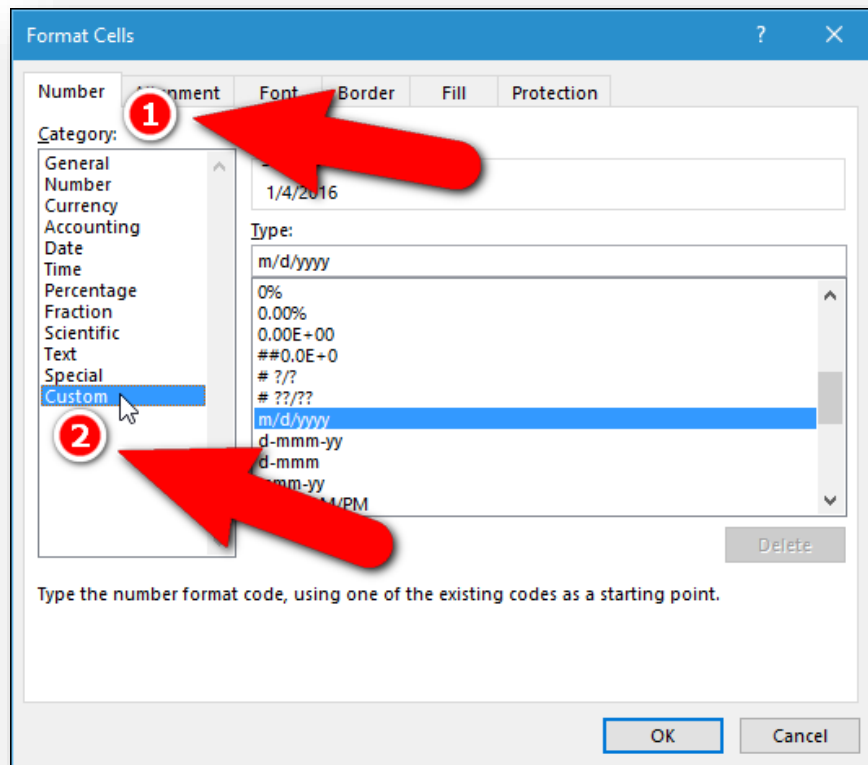 Format Cells ? ×
Number Font Border Fill Protection
1
Category:
General
Number
Currency
Accounting
Date
Time
Percentage
Fraction
Scientific
Text
Special
Custom
2
1/4/2016
Type:
m/d/yyyy
0%
0.00%
0.00E+00
##0.0E+0
# ?/?
# ??/??
m/d/yyyy
d-mmm-yy
d-mmm
Delete
Type the number format code, using one of the existing codes as a starting point.
OK Cancel